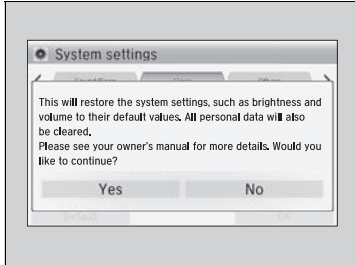 System settings
This will restore the system settings, such as brightness and
volume to their default values. All personal data will also
be cleared.
Please see your owner's manual for more details. Would you
like to continue?
Yes No
Default OK